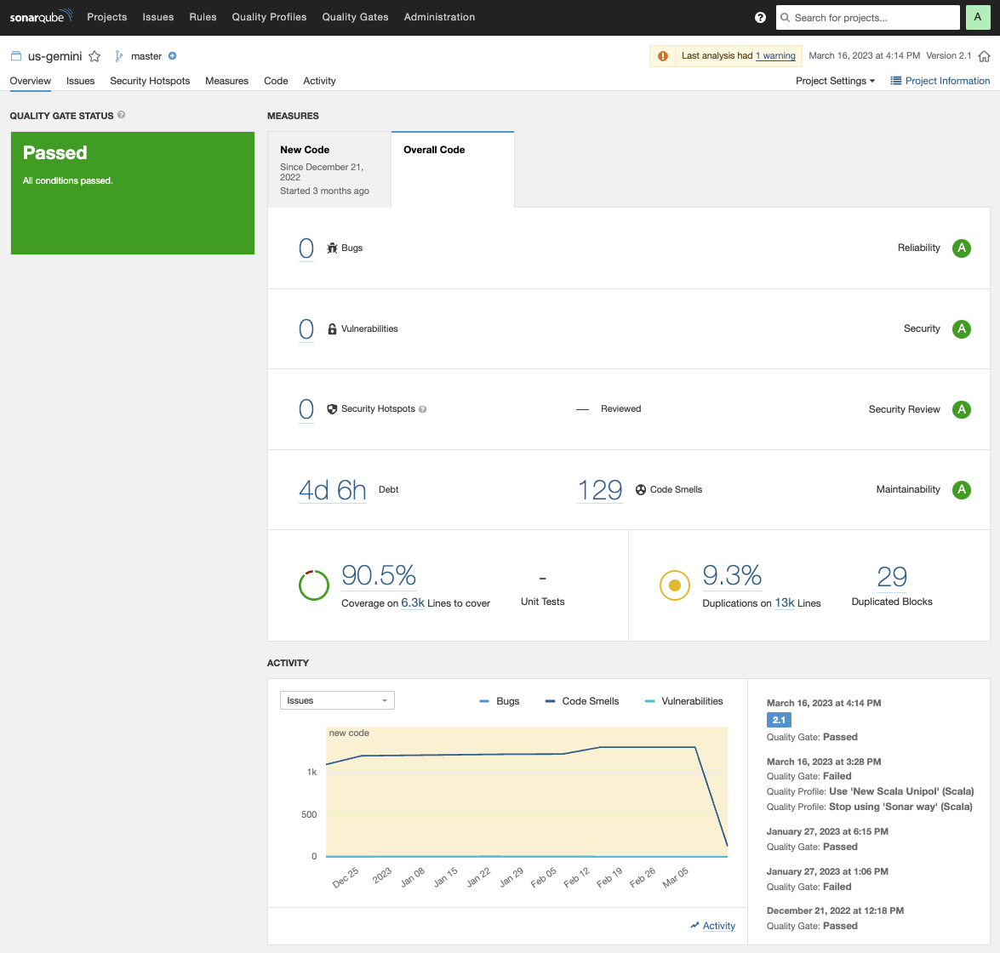 sonarqube Projects Issues Rules Quality Profiles Quality Gates Administration ? Search for projects... A
us-gemini master Last analysis had 1 warning March 16, 2023 at 4:14 PM Version 2.1
Overview Issues Security Hotspots Measures Code Activity Project Settings Project Information
QUALITY GATE STATUS ?
Passed
All conditions passed.
MEASURES
New Code
Since December 21,
2022
Started 3 months ago
Overall Code
0 Bugs Reliability A
0 Vulnerabilities Security A
0 Security Hotspots ? — Reviewed Security Review A
4d 6h Debt 129 Code Smells Maintainability A
90.5%
Coverage on 6.3k Lines to cover
-
Unit Tests
9.3%
Duplications on 13k Lines
29
Duplicated Blocks
ACTIVITY
Issues Bugs Code Smells Vulnerabilities
new code
1k
500
0
Dec 25 2023 Jan 08 Jan 15 Jan 22 Jan 29 Feb 05 Feb 12 Feb 19 Feb 26 Mar 05
Activity
March 16, 2023 at 4:14 PM
2.1
Quality Gate: Passed
March 16, 2023 at 3:28 PM
Quality Gate: Failed
Quality Profile: Use 'New Scala Unipol' (Scala)
Quality Profile: Stop using 'Sonar way' (Scala)
January 27, 2023 at 6:15 PM
Quality Gate: Passed
January 27, 2023 at 1:06 PM
Quality Gate: Failed
December 21, 2022 at 12:18 PM
Quality Gate: Passed